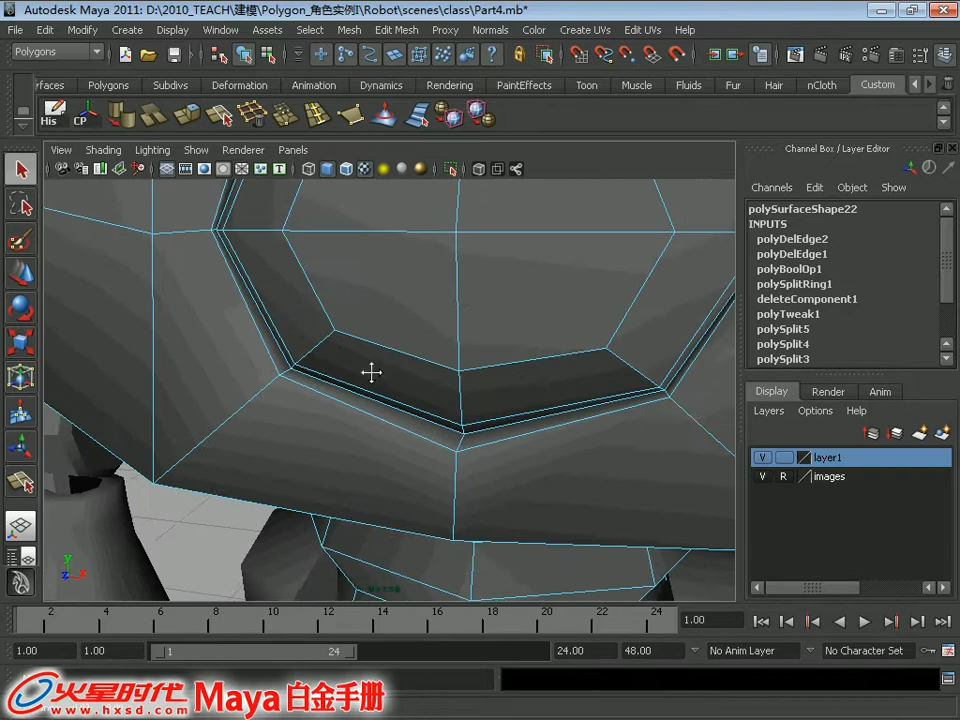 Autodesk Maya 2011: D:\2010_TEACH\建模\Polygon_角色实例\Robot\scenes\class\Part4.mb*
File Edit Modify Create Display Window Assets Select Mesh Edit Mesh Proxy Normals Color Create UVs Edit UVs Help
Polygons
rfaces Polygons Subdivs Deformation Animation Dynamics Rendering PaintEffects Toon Muscle Fluids Fur Hair nCloth Custom
His CP
View Shading Lighting Show Renderer Panels
Channel Box / Layer Editor
Channels Edit Object Show
polySurfaceShape22
INPUTS
polyDelEdge2
polyDelEdge1
polyBoolOp1
polySplitRing1
deleteComponent1
polyTweak1
polySplit5
polySplit4
polySplit3
Display Render Anim
Layers Options Help
V layer1
V R images
y
z x
persp
2 4 6 8 10 12 14 16 18 20 22 24
1.00
1.00 1.00 1 24 24.00 48.00 No Anim Layer No Character Set
火星时代 Maya 白金手册
www.hxsd.com